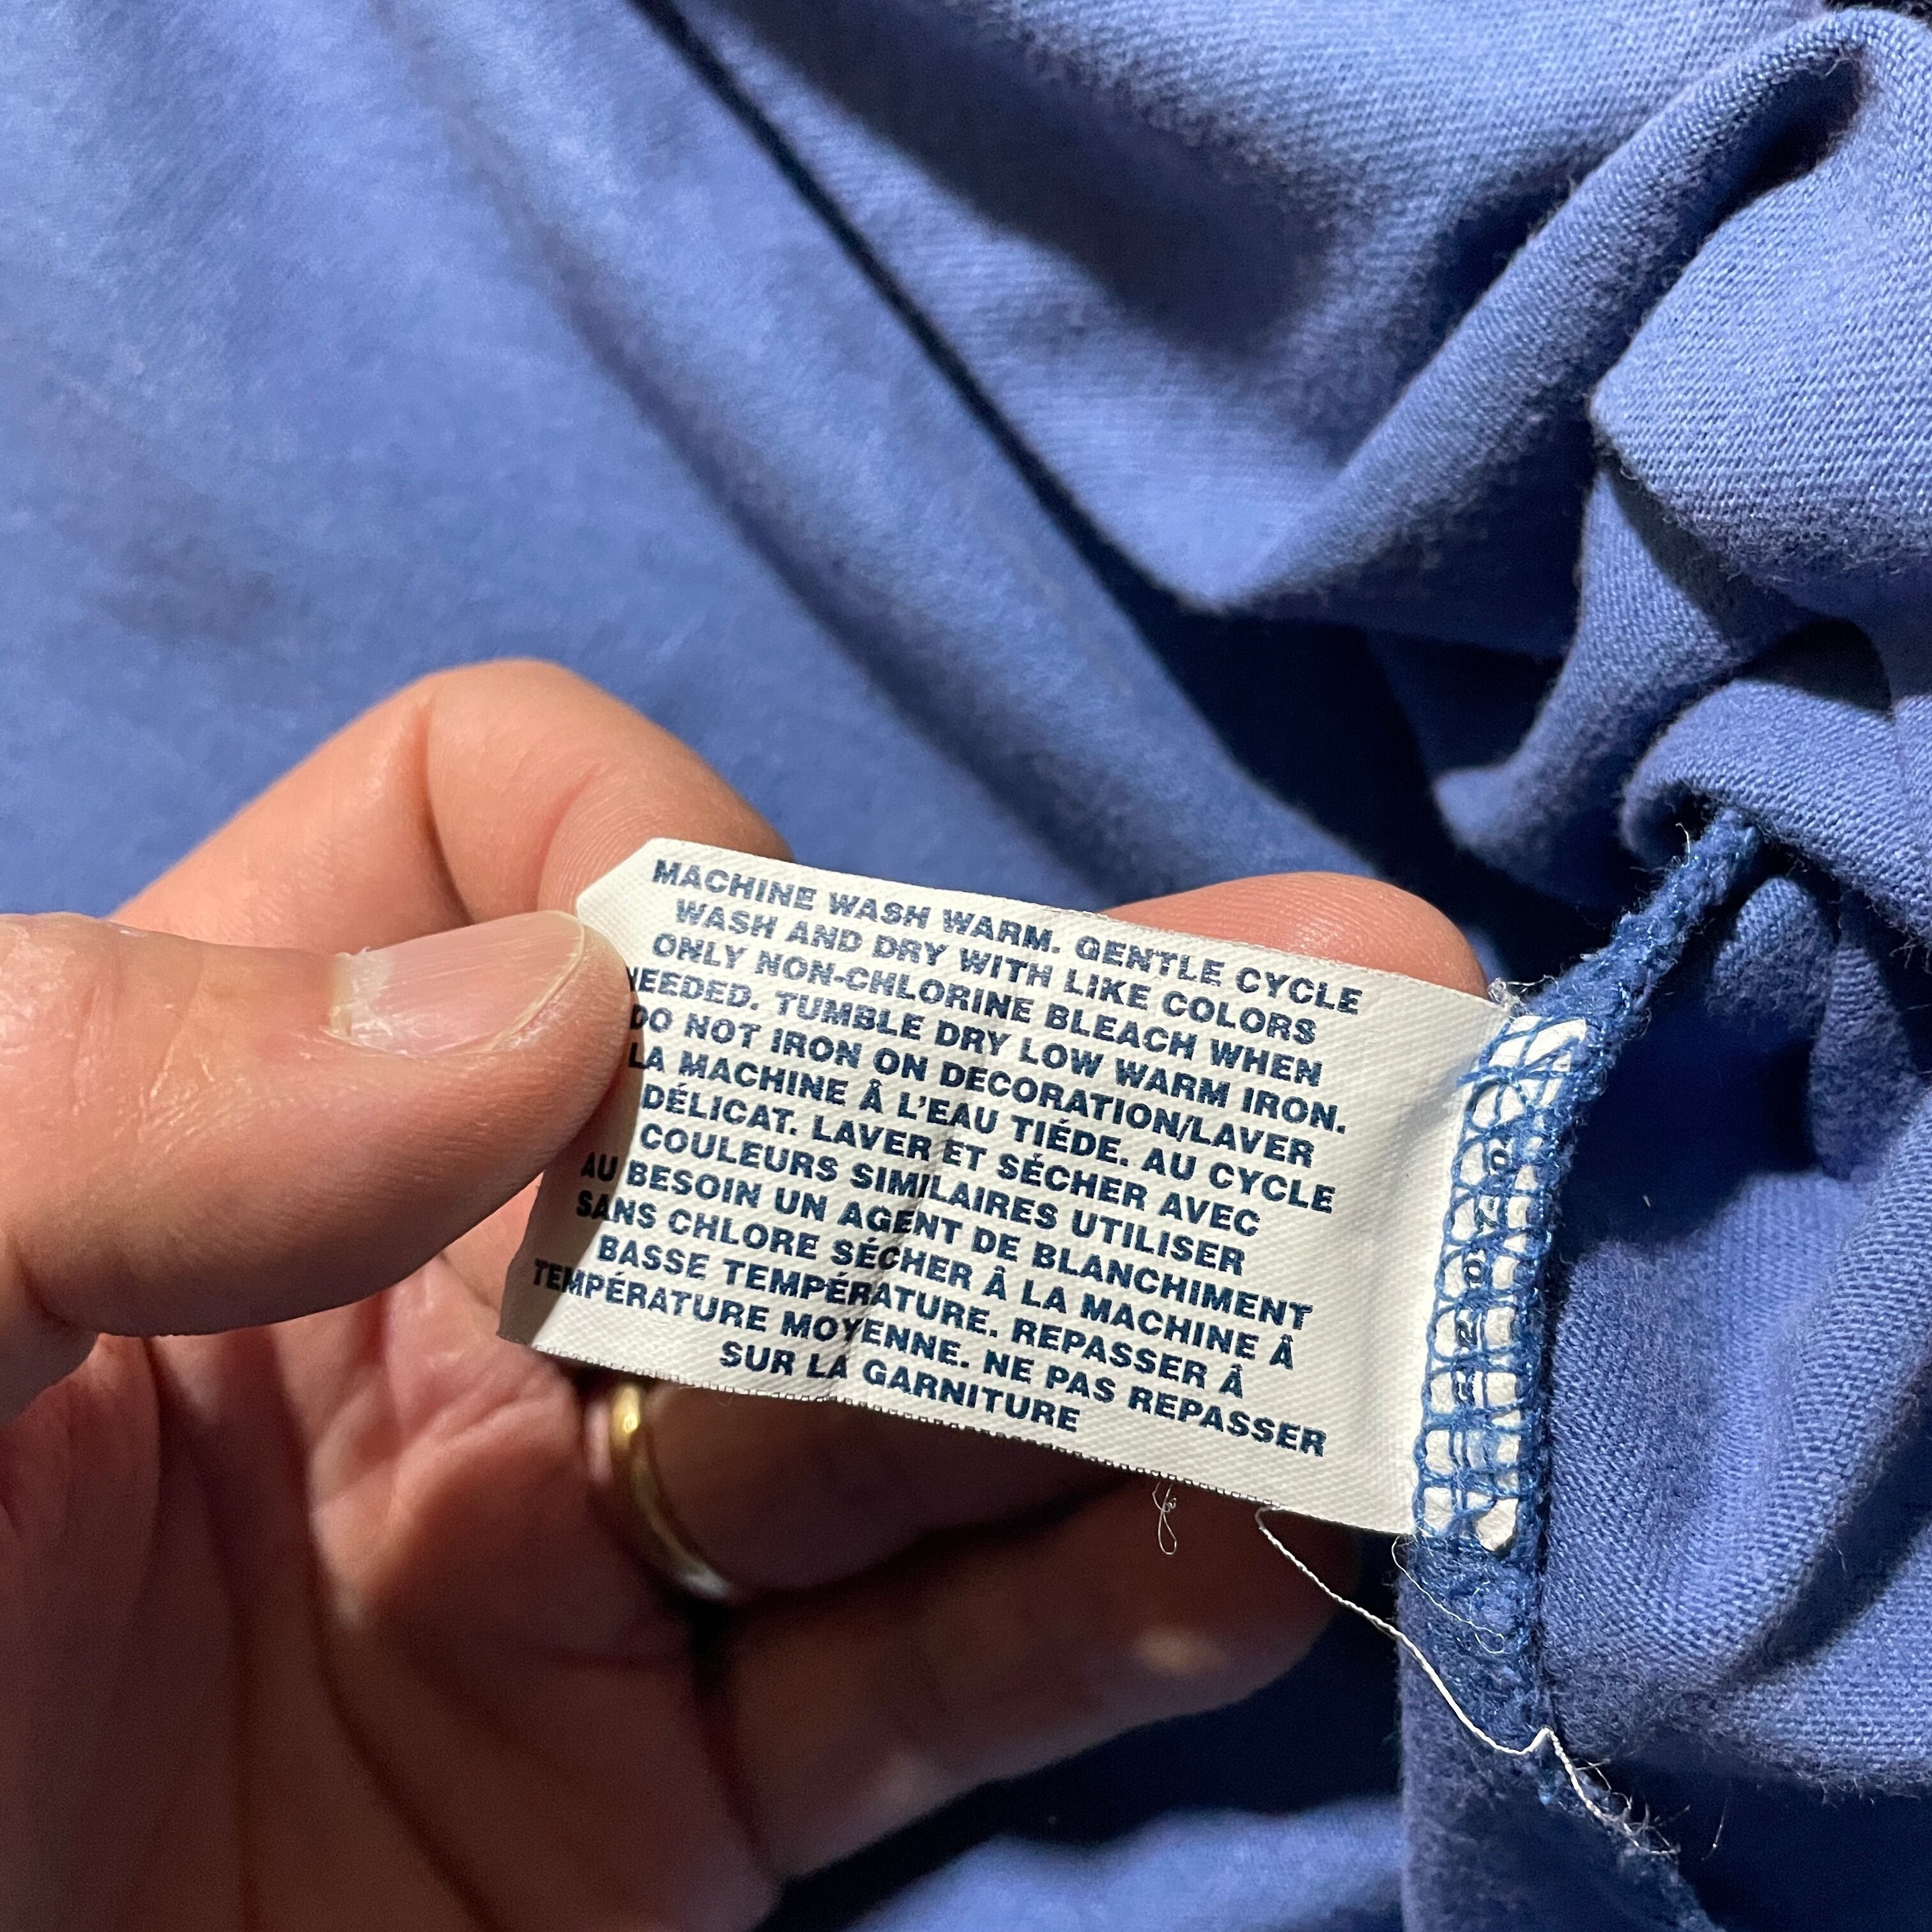 MACHINE WASH WARM. GENTLE CYCLE
WASH AND DRY WITH LIKE COLORS
ONLY NON-CHLORINE BLEACH WHEN
NEEDED. TUMBLE DRY LOW WARM IRON.
DO NOT IRON ON DECORATION/LAVER
LA MACHINE Â L'EAU TIÉDE. AU CYCLE
DÉLICAT. LAVER ET SÉCHER AVEC
COULEURS SIMILAIRES UTILISER
AU BESOIN UN AGENT DE BLANCHIMENT
SANS CHLORE SÉCHER Â LA MACHINE Â
BASSE TEMPÉRATURE. REPASSER Â
TEMPÉRATURE MOYENNE. NE PAS REPASSER
SUR LA GARNITURE